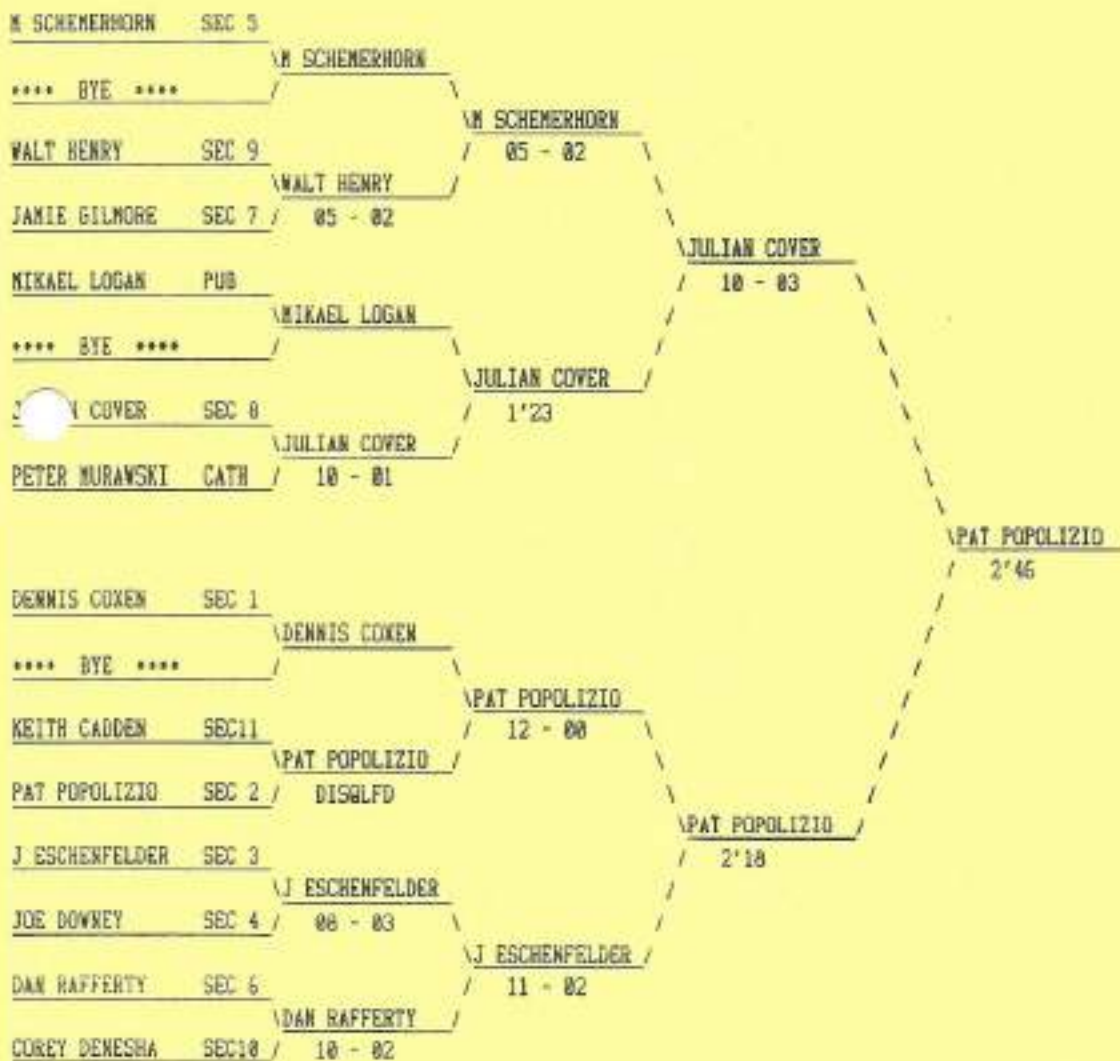 M SCHEMERHORN SEC 5
M SCHEMERHORN
**** BYE ****
M SCHEMERHORN
WALT HENRY SEC 9
05 - 02
WALT HENRY
JAMIE GILMORE SEC 7
05 - 02
JULIAN COVER
MIKAEL LOGAN PUB
10 - 03
MIKAEL LOGAN
**** BYE ****
JULIAN COVER
COVER SEC 8
1'23
JULIAN COVER
PETER MURAWSKI CATH
10 - 01
PAT POPOLIZIO
2'46
DENNIS COXEN SEC 1
DENNIS COXEN
**** BYE ****
PAT POPOLIZIO
KEITH CADDEN SEC11
12 - 00
PAT POPOLIZIO
PAT POPOLIZIO SEC 2
DISQLFD
PAT POPOLIZIO
J ESCHENFELDER SEC 3
2'18
J ESCHENFELDER
JOE DOWNEY SEC 4
08 - 03
J ESCHENFELDER
DAN RAFFERTY SEC 6
11 - 02
DAN RAFFERTY
COREY DENESHA SEC10
10 - 02